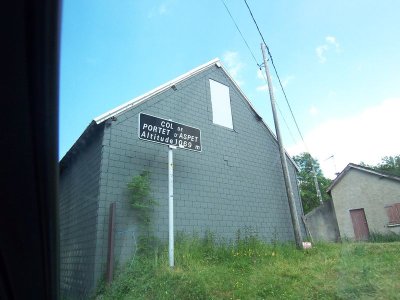 COL DE
PORTET D'ASPET
Altitude 1069 m